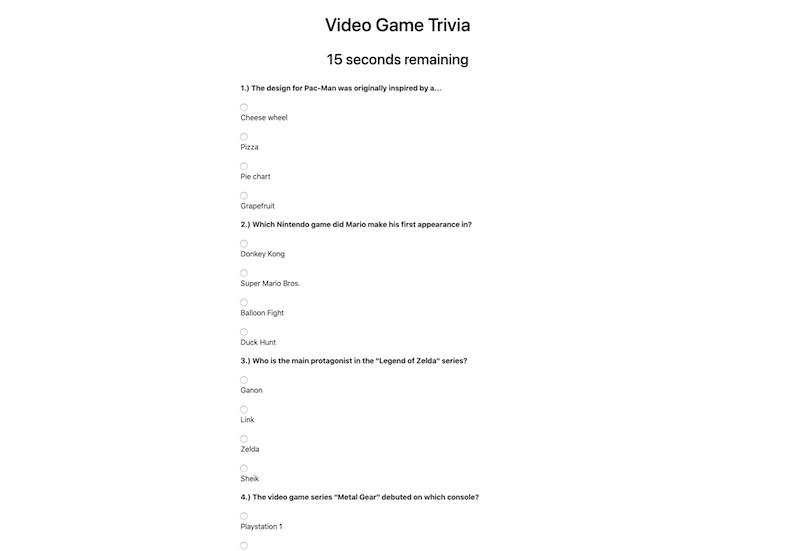 Video Game Trivia
15 seconds remaining
1.) The design for Pac-Man was originally inspired by a...
Cheese wheel
Pizza
Pie chart
Grapefruit
2.) Which Nintendo game did Mario make his first appearance in?
Donkey Kong
Super Mario Bros.
Balloon Fight
Duck Hunt
3.) Who is the main protagonist in the "Legend of Zelda" series?
Ganon
Link
Zelda
Sheik
4.) The video game series "Metal Gear" debuted on which console?
Playstation 1